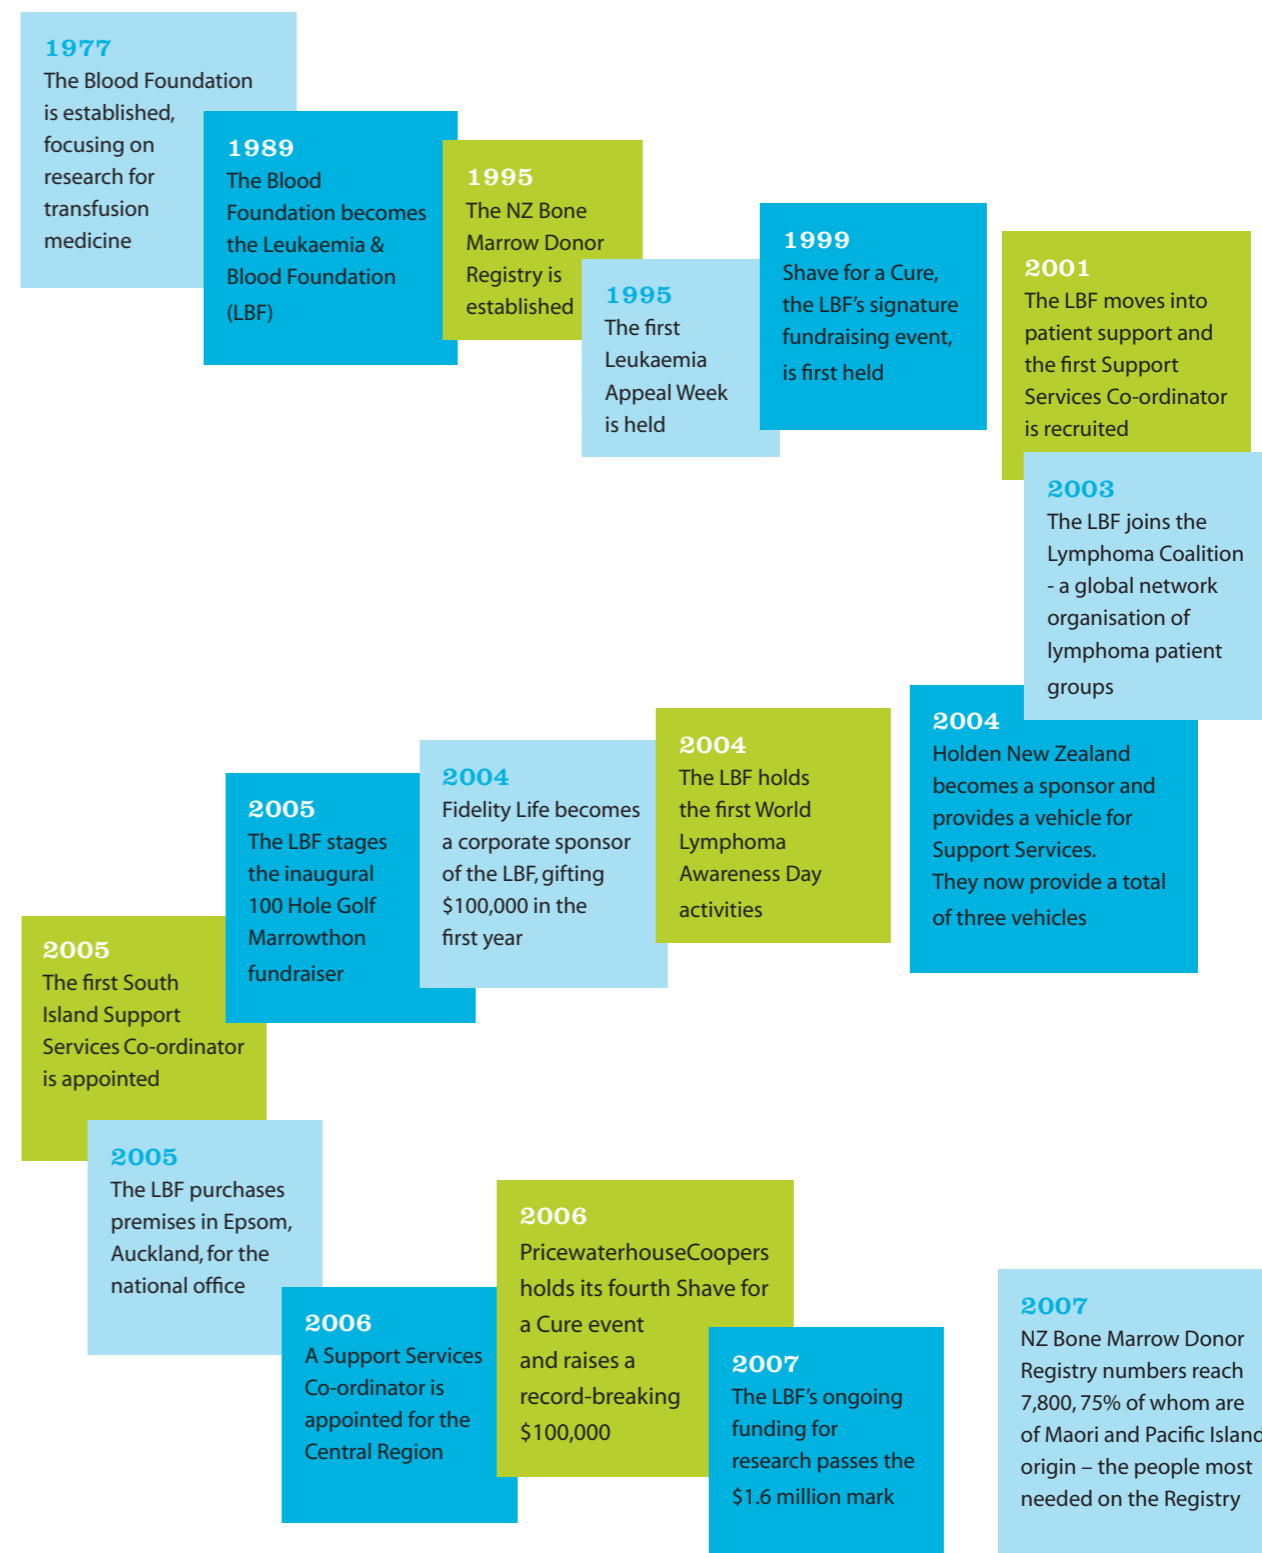 1977
The Blood Foundation
is established,
focusing on
research for
transfusion
medicine
1989
The Blood
Foundation becomes
the Leukaemia &
Blood Foundation
(LBF)
1995
The NZ Bone
Marrow Donor
Registry is
established
1995
The first
Leukaemia
Appeal Week
is held
1999
Shave for a Cure,
the LBF’s signature
fundraising event,
is first held
2001
The LBF moves into
patient support and
the first Support
Services Co-ordinator
is recruited
2003
The LBF joins the
Lymphoma Coalition
- a global network
organisation of
lymphoma patient
groups
2004
Holden New Zealand
becomes a sponsor and
provides a vehicle for
Support Services.
They now provide a total
of three vehicles
2004
The LBF holds
the first World
Lymphoma
Awareness Day
activities
2004
Fidelity Life becomes
a corporate sponsor
of the LBF, gifting
$100,000 in the
first year
2005
The LBF stages
the inaugural
100 Hole Golf
Marrowthon
fundraiser
2005
The first South
Island Support
Services Co-ordinator
is appointed
2005
The LBF purchases
premises in Epsom,
Auckland, for the
national office
2006
A Support Services
Co-ordinator is
appointed for the
Central Region
2006
PricewaterhouseCoopers
holds its fourth Shave for
a Cure event
and raises a
record-breaking
$100,000
2007
The LBF’s ongoing
funding for
research passes the
$1.6 million mark
2007
NZ Bone Marrow Donor
Registry numbers reach
7,800, 75% of whom are
of Maori and Pacific Island
origin – the people most
needed on the Registry